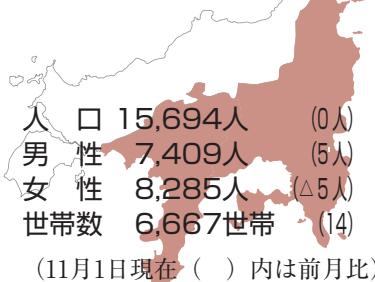 人　口 15,694人 (0人)
男　性 7,409人 (5人)
女　性 8,285人 (△5人)
世帯数 6,667世帯 (14)
(11月1日現在（　）内は前月比)